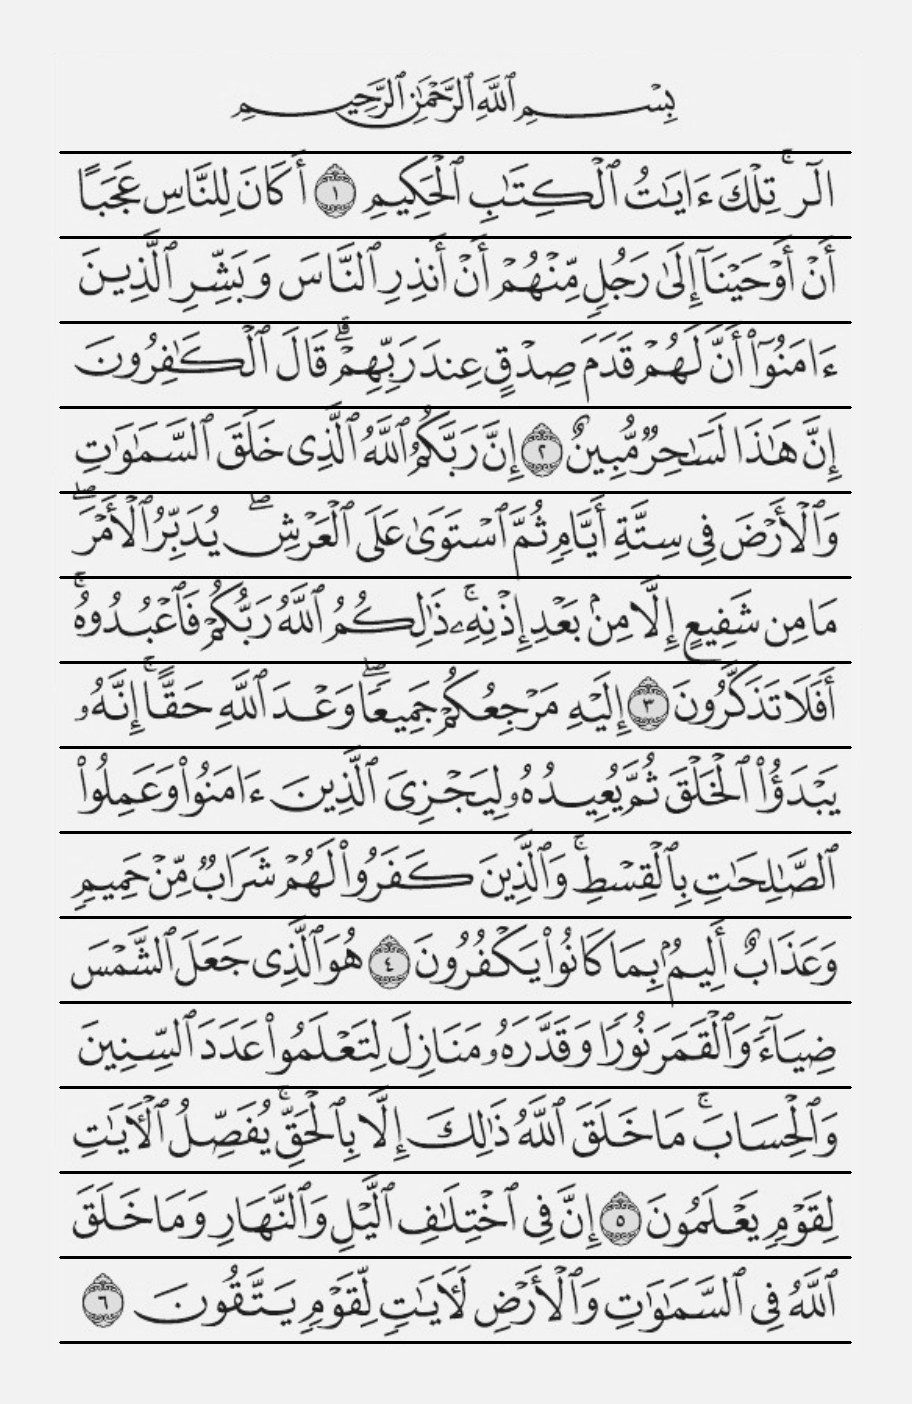 بِسْمِ ٱللَّهِ ٱلرَّحْمَٰنِ ٱلرَّحِيمِ
الٓر ۚ تِلْكَ ءَايَٰتُ ٱلْكِتَٰبِ ٱلْحَكِيمِ ١ أَكَانَ لِلنَّاسِ عَجَبًا
أَنْ أَوْحَيْنَآ إِلَىٰ رَجُلٍ مِّنْهُمْ أَنْ أَنذِرِ ٱلنَّاسَ وَبَشِّرِ ٱلَّذِينَ
ءَامَنُوٓا۟ أَنَّ لَهُمْ قَدَمَ صِدْقٍ عِندَ رَبِّهِمْ ۗ قَالَ ٱلْكَٰفِرُونَ
إِنَّ هَٰذَا لَسَٰحِرٌ مُّبِينٌ ٢ إِنَّ رَبَّكُمُ ٱللَّهُ ٱلَّذِى خَلَقَ ٱلسَّمَٰوَٰتِ
وَٱلْأَرْضَ فِى سِتَّةِ أَيَّامٍ ثُمَّ ٱسْتَوَىٰ عَلَى ٱلْعَرْشِ ۖ يُدَبِّرُ ٱلْأَمْرَ ۖ
مَا مِن شَفِيعٍ إِلَّا مِنۢ بَعْدِ إِذْنِهِۦ ۚ ذَٰلِكُمُ ٱللَّهُ رَبُّكُمْ فَٱعْبُدُوهُ ۚ
أَفَلَا تَذَكَّرُونَ ٣ إِلَيْهِ مَرْجِعُكُمْ جَمِيعًا ۖ وَعْدَ ٱللَّهِ حَقًّا ۚ إِنَّهُۥ
يَبْدَؤُا۟ ٱلْخَلْقَ ثُمَّ يُعِيدُهُۥ لِيَجْزِىَ ٱلَّذِينَ ءَامَنُوا۟ وَعَمِلُوا۟
ٱلصَّٰلِحَٰتِ بِٱلْقِسْطِ ۚ وَٱلَّذِينَ كَفَرُوا۟ لَهُمْ شَرَابٌ مِّنْ حَمِيمٍ
وَعَذَابٌ أَلِيمٌۢ بِمَا كَانُوا۟ يَكْفُرُونَ ٤ هُوَ ٱلَّذِى جَعَلَ ٱلشَّمْسَ
ضِيَآءً وَٱلْقَمَرَ نُورًا وَقَدَّرَهُۥ مَنَازِلَ لِتَعْلَمُوا۟ عَدَدَ ٱلسِّنِينَ
وَٱلْحِسَابَ ۚ مَا خَلَقَ ٱللَّهُ ذَٰلِكَ إِلَّا بِٱلْحَقِّ ۚ يُفَصِّلُ ٱلْءَايَٰتِ
لِقَوْمٍ يَعْلَمُونَ ٥ إِنَّ فِى ٱخْتِلَٰفِ ٱلَّيْلِ وَٱلنَّهَارِ وَمَا خَلَقَ
ٱللَّهُ فِى ٱلسَّمَٰوَٰتِ وَٱلْأَرْضِ لَءَايَٰتٍ لِّقَوْمٍ يَتَّقُونَ ٦